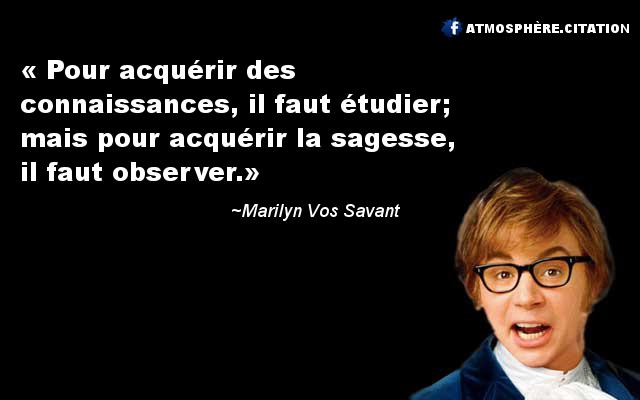 ATMOSPHÈRE.CITATION
« Pour acquérir des
connaissances, il faut étudier;
mais pour acquérir la sagesse,
il faut observer.»
~Marilyn Vos Savant